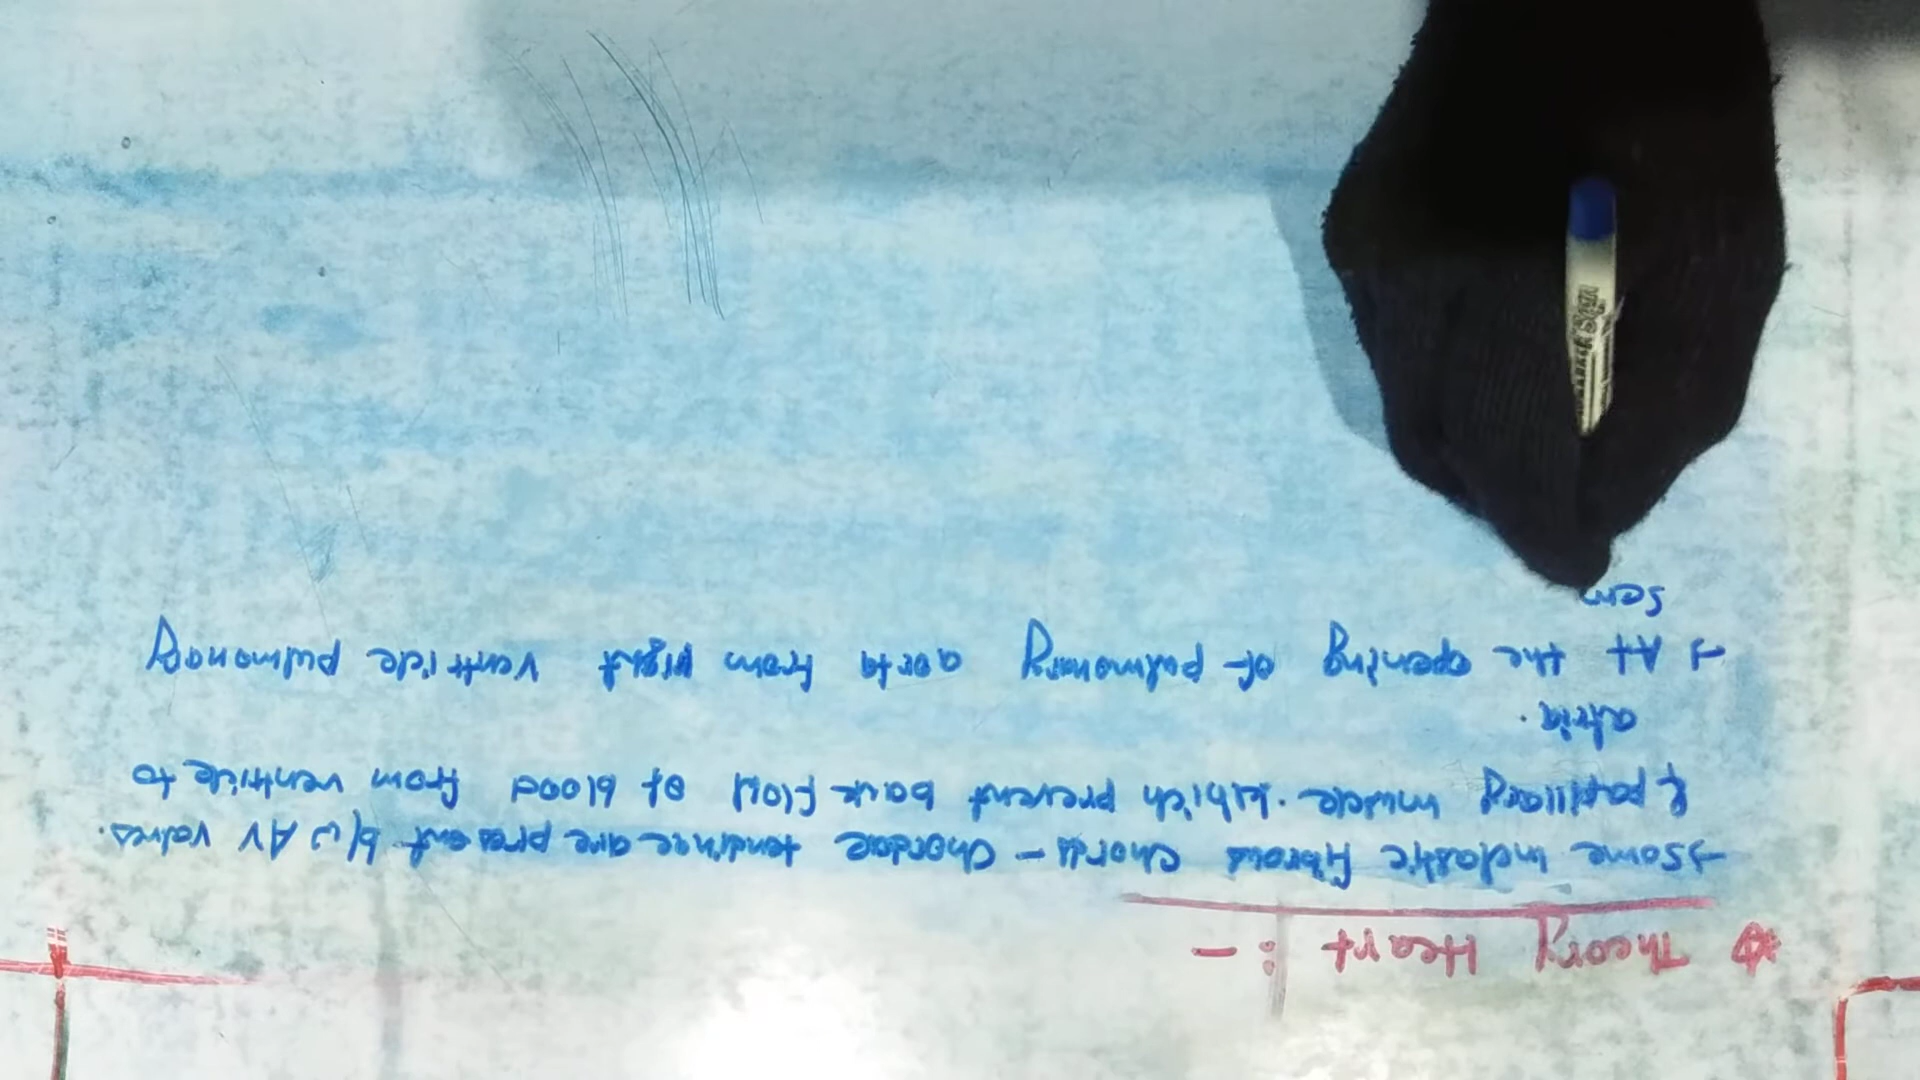 Theory Heart :-
→ Some inelastic fibrous chords - Chordae tendinae are present b/w AV valves.
& papillary muscle. Which prevent back flow of blood from ventricle to
atria.
→ At the opening of pulmonary aorta from right ventricle pulmonary
sem